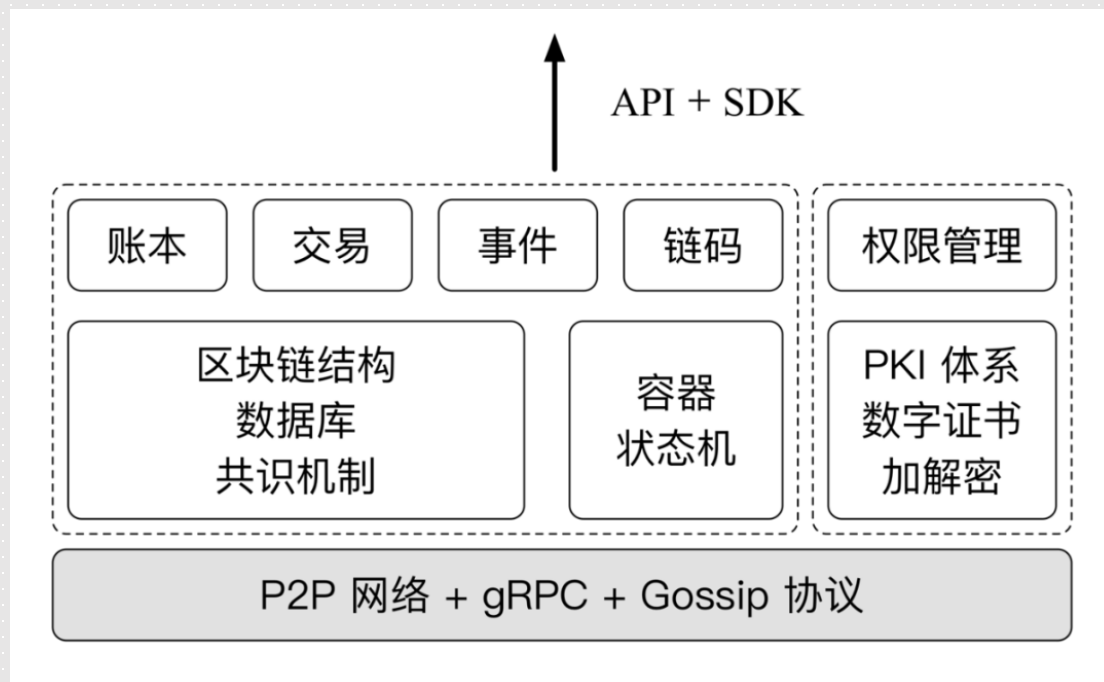 API + SDK
账本
交易
事件
链码
权限管理
区块链结构
数据库
共识机制
容器
状态机
PKI 体系
数字证书
加解密
P2P 网络 + gRPC + Gossip 协议